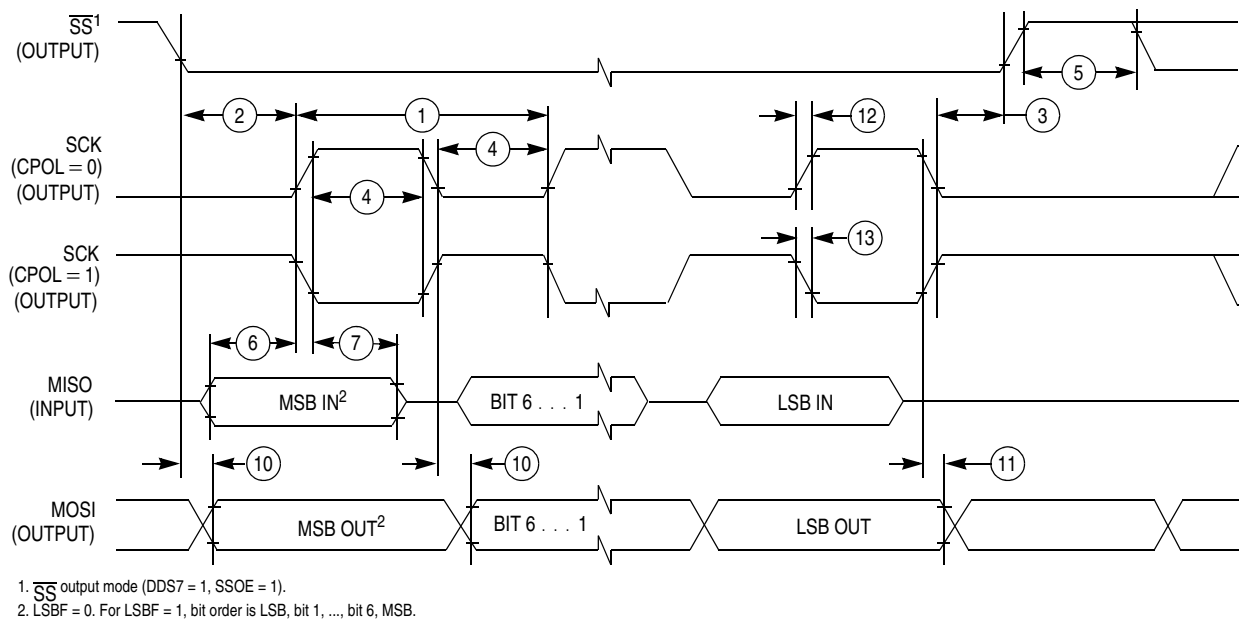 SS¹
(OUTPUT)
5
2
1
12
3
SCK
(CPOL = 0)
(OUTPUT)
4
4
SCK
(CPOL = 1)
(OUTPUT)
13
6
7
MISO
(INPUT)
MSB IN²
BIT 6 . . . 1
LSB IN
10
10
11
MOSI
(OUTPUT)
MSB OUT²
BIT 6 . . . 1
LSB OUT
1. SS output mode (DDS7 = 1, SSOE = 1).
2. LSBF = 0. For LSBF = 1, bit order is LSB, bit 1, ..., bit 6, MSB.